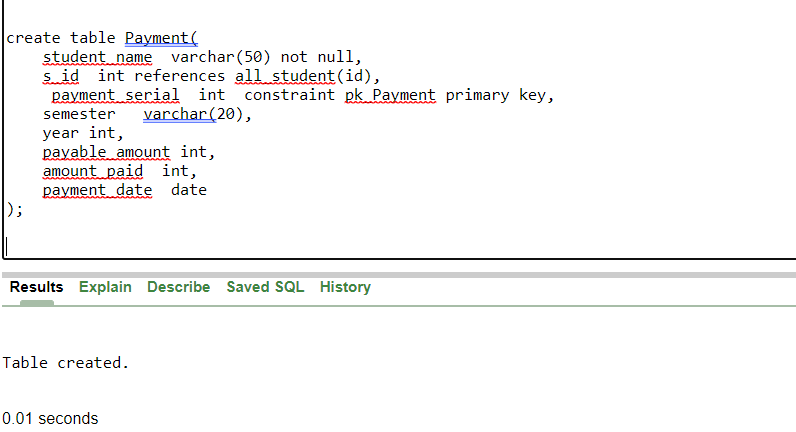 create table Payment(
student_name varchar(50) not null,
s_id int references all_student(id),
payment_serial int constraint pk_Payment primary key,
semester varchar(20),
year int,
payable_amount int,
amount_paid int,
payment_date date
);
Results Explain Describe Saved SQL History
Table created.
0.01 seconds